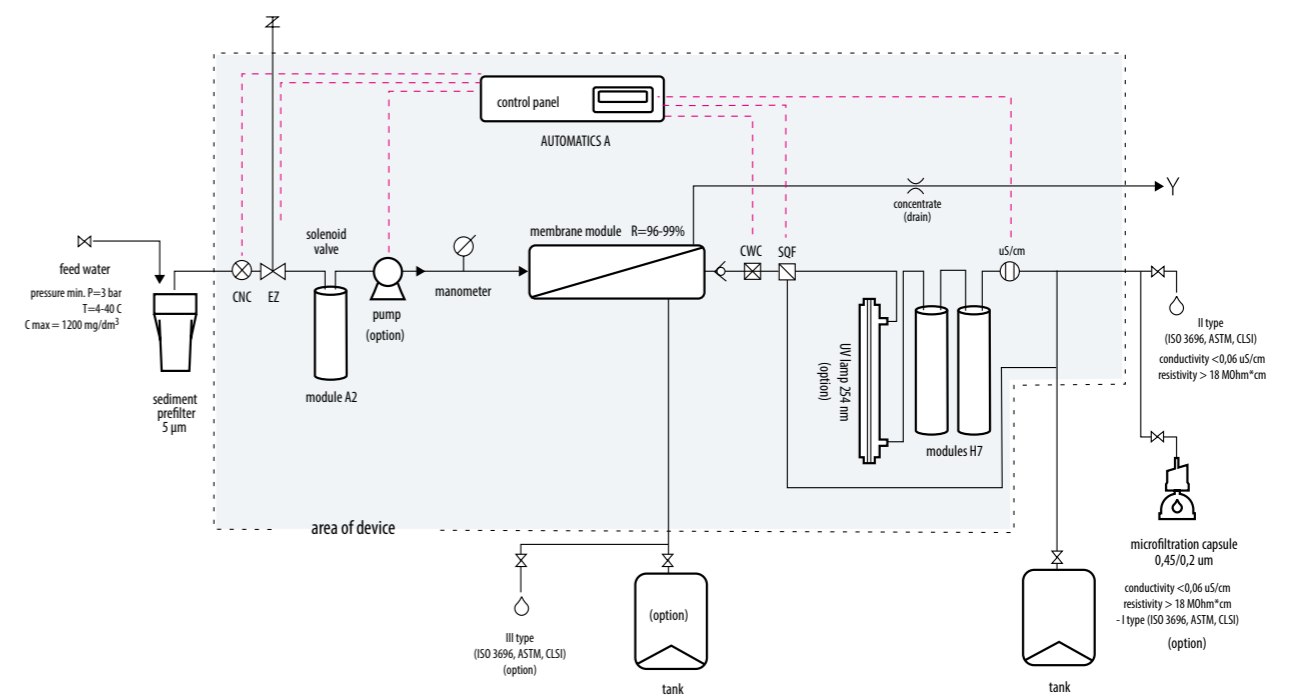 control panel
AUTOMATICS A
concentrate
(drain)
Y
feed water
pressure min. P=3 bar
T=4-40 C
C max = 1200 mg/dm³
sediment
prefilter
5 µm
CNC
EZ
solenoid
valve
module A2
pump
(option)
manometer
membrane module R=96-99%
CWC
SQF
uS/cm
UV lamp 254 nm
(option)
modules H7
II type
(ISO 3696, ASTM, CLSI)
conductivity <0,06 uS/cm
resistivity > 18 MOhm*cm
microfiltration capsule
0,45/0,2 um
conductivity <0,06 uS/cm
resistivity > 18 MOhm*cm
- I type (ISO 3696, ASTM, CLSI)
(option)
area of device
III type
(ISO 3696, ASTM, CLSI)
(option)
(option)
tank
tank